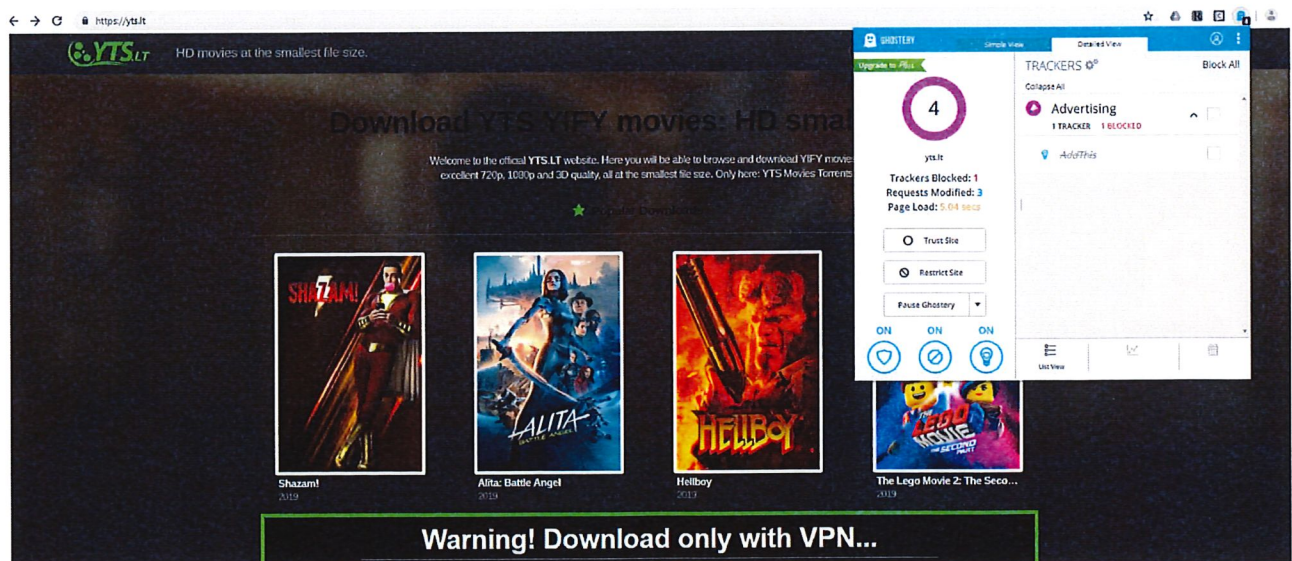 https://yts.lt
YTS.LT
HD movies at the smallest file size.
Download YTS YIFY movies: HD smal
Welcome to the official YTS.LT website. Here you will be able to browse and download YIFY movie
excellent 720p, 1080p and 3D quality, all at the smallest file size. Only here: YTS Movies Torrents
Popular Downloads
GHOSTERY
Simple View
Detailed View
Upgrade to Plus
4
yts.lt
Trackers Blocked: 1
Requests Modified: 3
Page Load: 5.04 secs
Trust Site
Restrict Site
Pause Ghostery
ON ON ON
TRACKERS
Block All
Collapse All
Advertising
1 TRACKER 1 BLOCKED
AddThis
List View
SHAZAM!
ALITA
BATTLE ANGEL
HELLBOY
THE LEGO MOVIE
THE SECOND PART
Shazam!
2019
Alita: Battle Angel
2019
Hellboy
2019
The Lego Movie 2: The Seco...
2019
Warning! Download only with VPN...